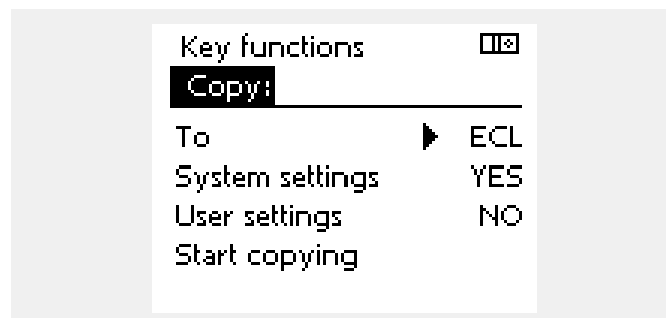 Key functions
Copy:
To ECL
System settings YES
User settings NO
Start copying